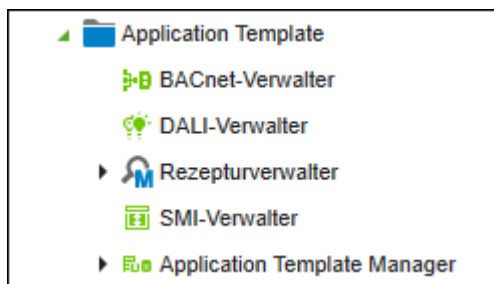 Application Template
BACnet-Verwalter
DALI-Verwalter
Rezepturverwalter
SMI-Verwalter
Application Template Manager